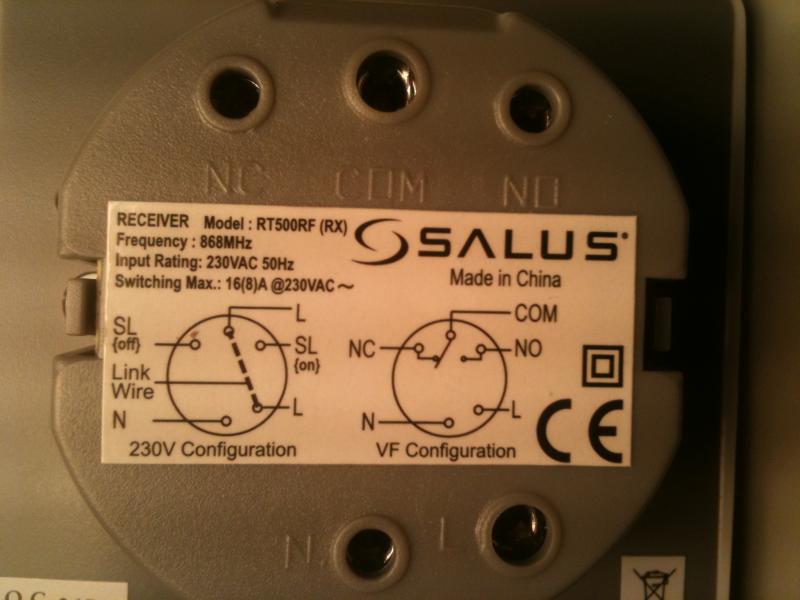 NC COM NO
RECEIVER Model : RT500RF (RX)
Frequency : 868MHz
Input Rating: 230VAC 50Hz
Switching Max.: 16(8)A @230VAC ~
SALUS
Made in China
L
SL
{off}
SL
{on}
Link
Wire
N
L
230V Configuration
COM
NC
NO
N
L
VF Configuration
CE
N L